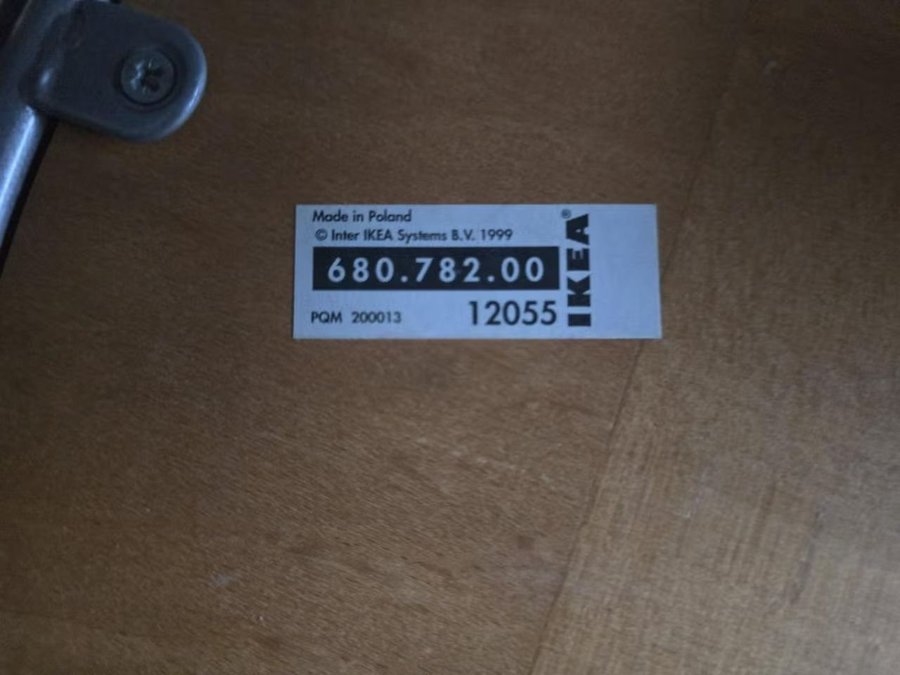 Made in Poland
© Inter IKEA Systems B.V. 1999
680.782.00
PQM 200013 12055
IKEA®